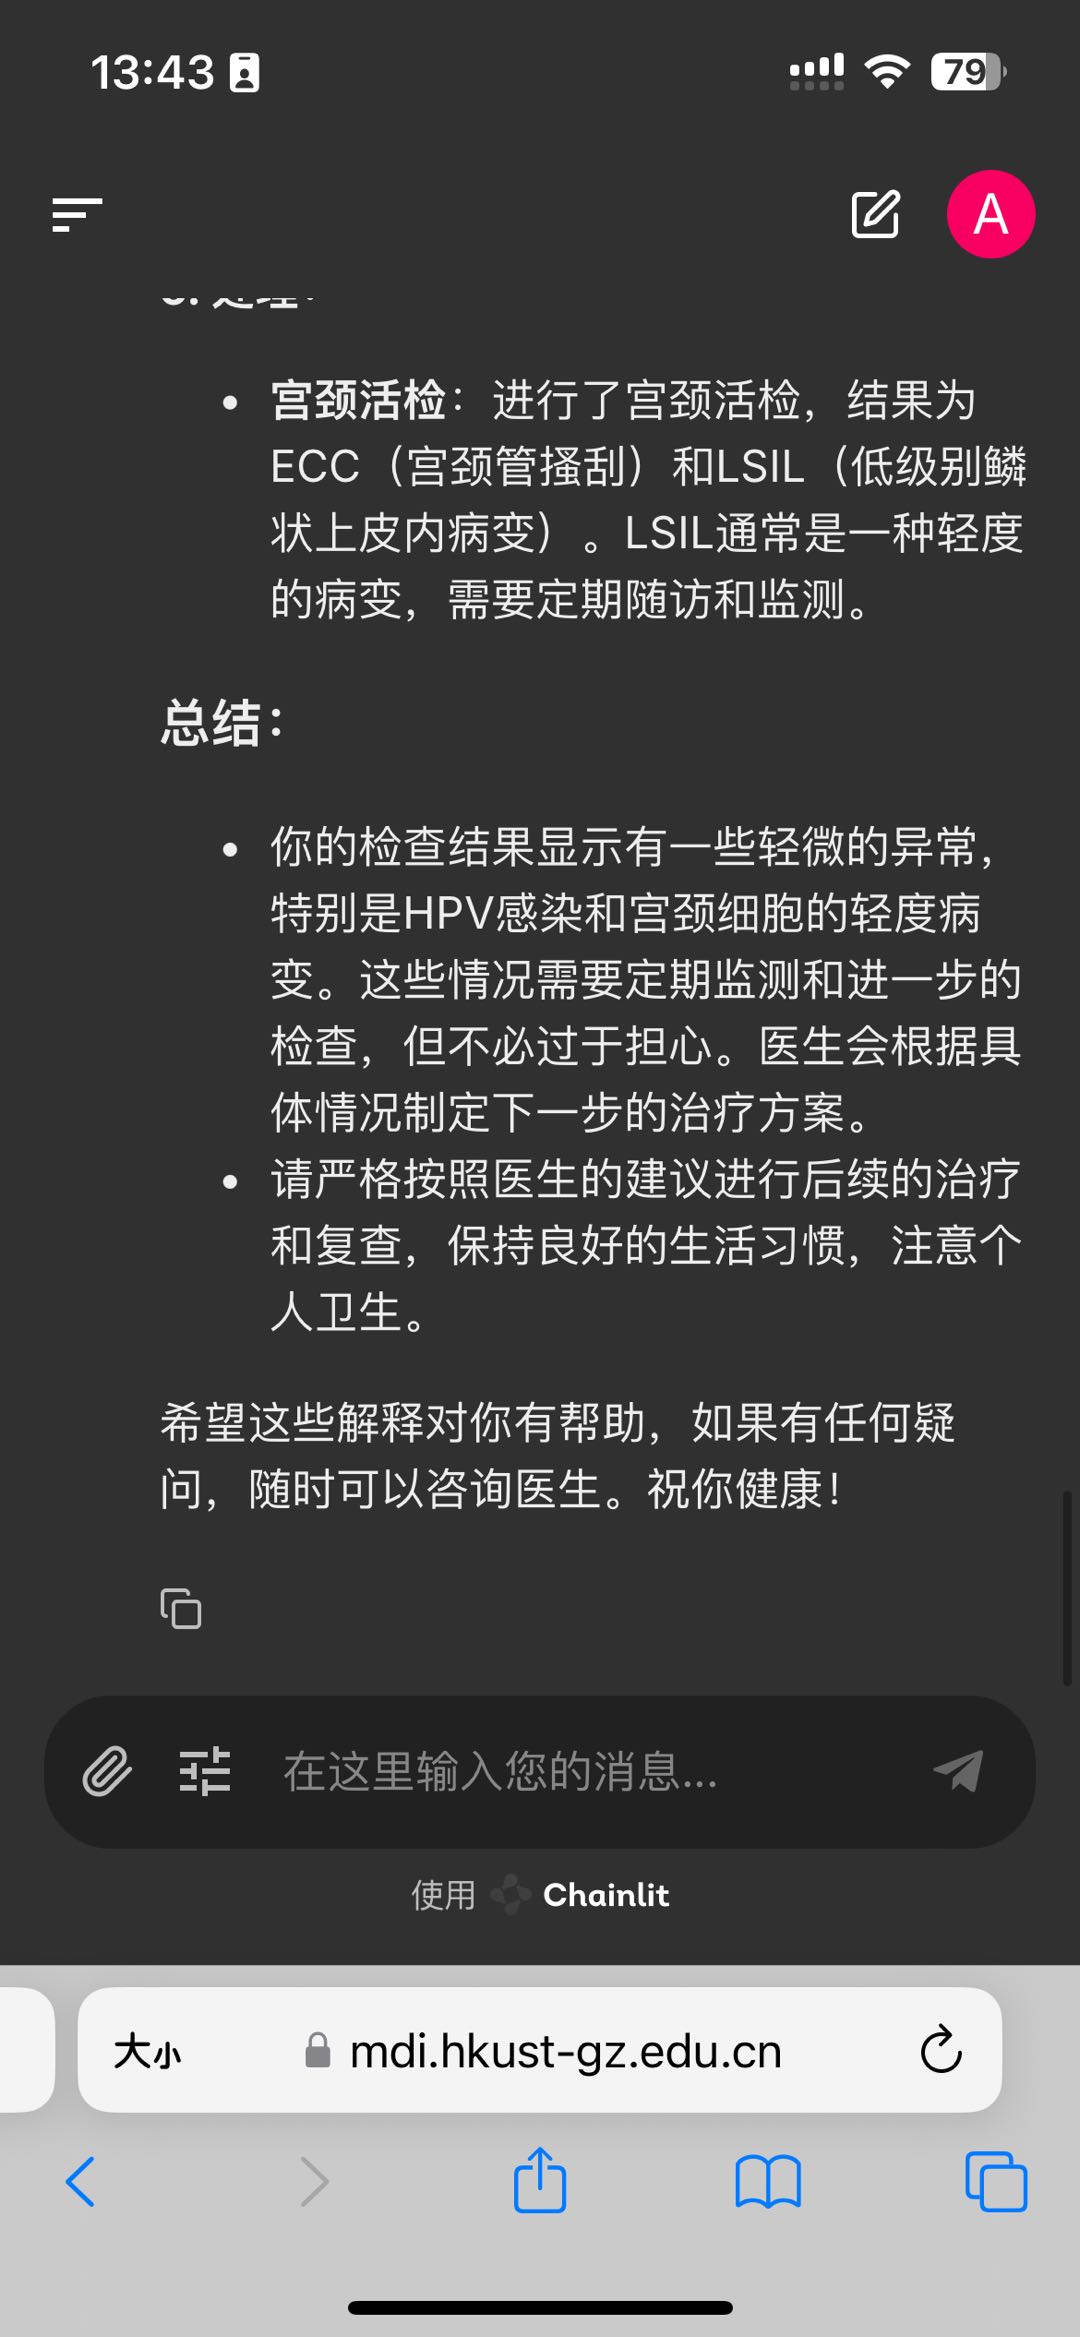 13:43
79
A
宫颈活检：进行了宫颈活检，结果为
ECC（宫颈管搔刮）和LSIL（低级别鳞
状上皮内病变）。LSIL通常是一种轻度
的病变，需要定期随访和监测。
总结：
你的检查结果显示有一些轻微的异常，
特别是HPV感染和宫颈细胞的轻度病
变。这些情况需要定期监测和进一步的
检查，但不必过于担心。医生会根据具
体情况制定下一步的治疗方案。
请严格按照医生的建议进行后续的治疗
和复查，保持良好的生活习惯，注意个
人卫生。
希望这些解释对你有帮助，如果有任何疑
问，随时可以咨询医生。祝你健康！
在这里输入您的消息...
使用 Chainlit
大小 mdi.hkust-gz.edu.cn